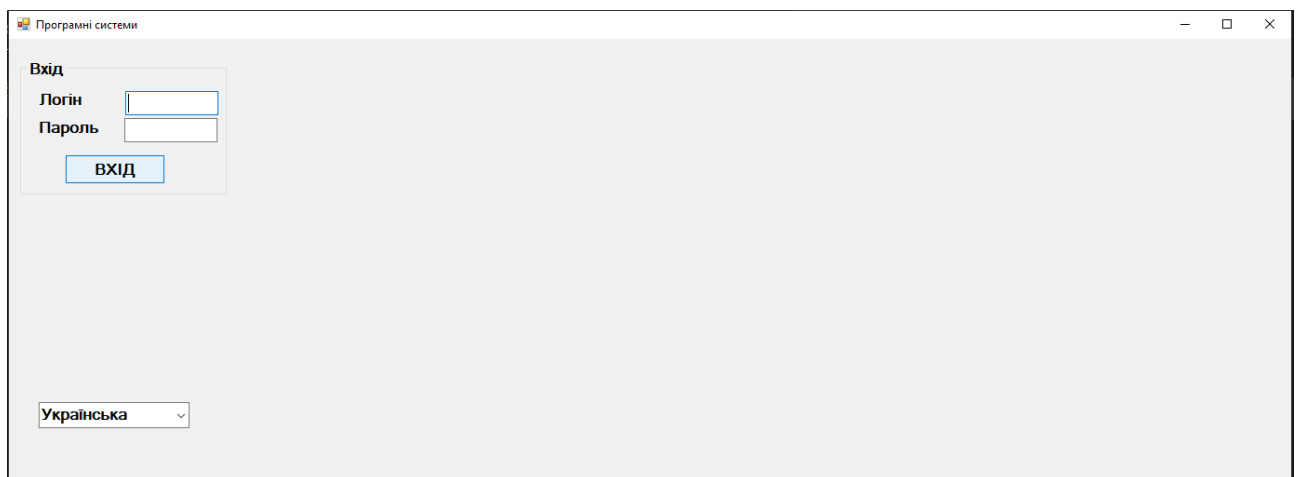 Програмні системи
Вхід
Логін
Пароль
ВХІД
Українська